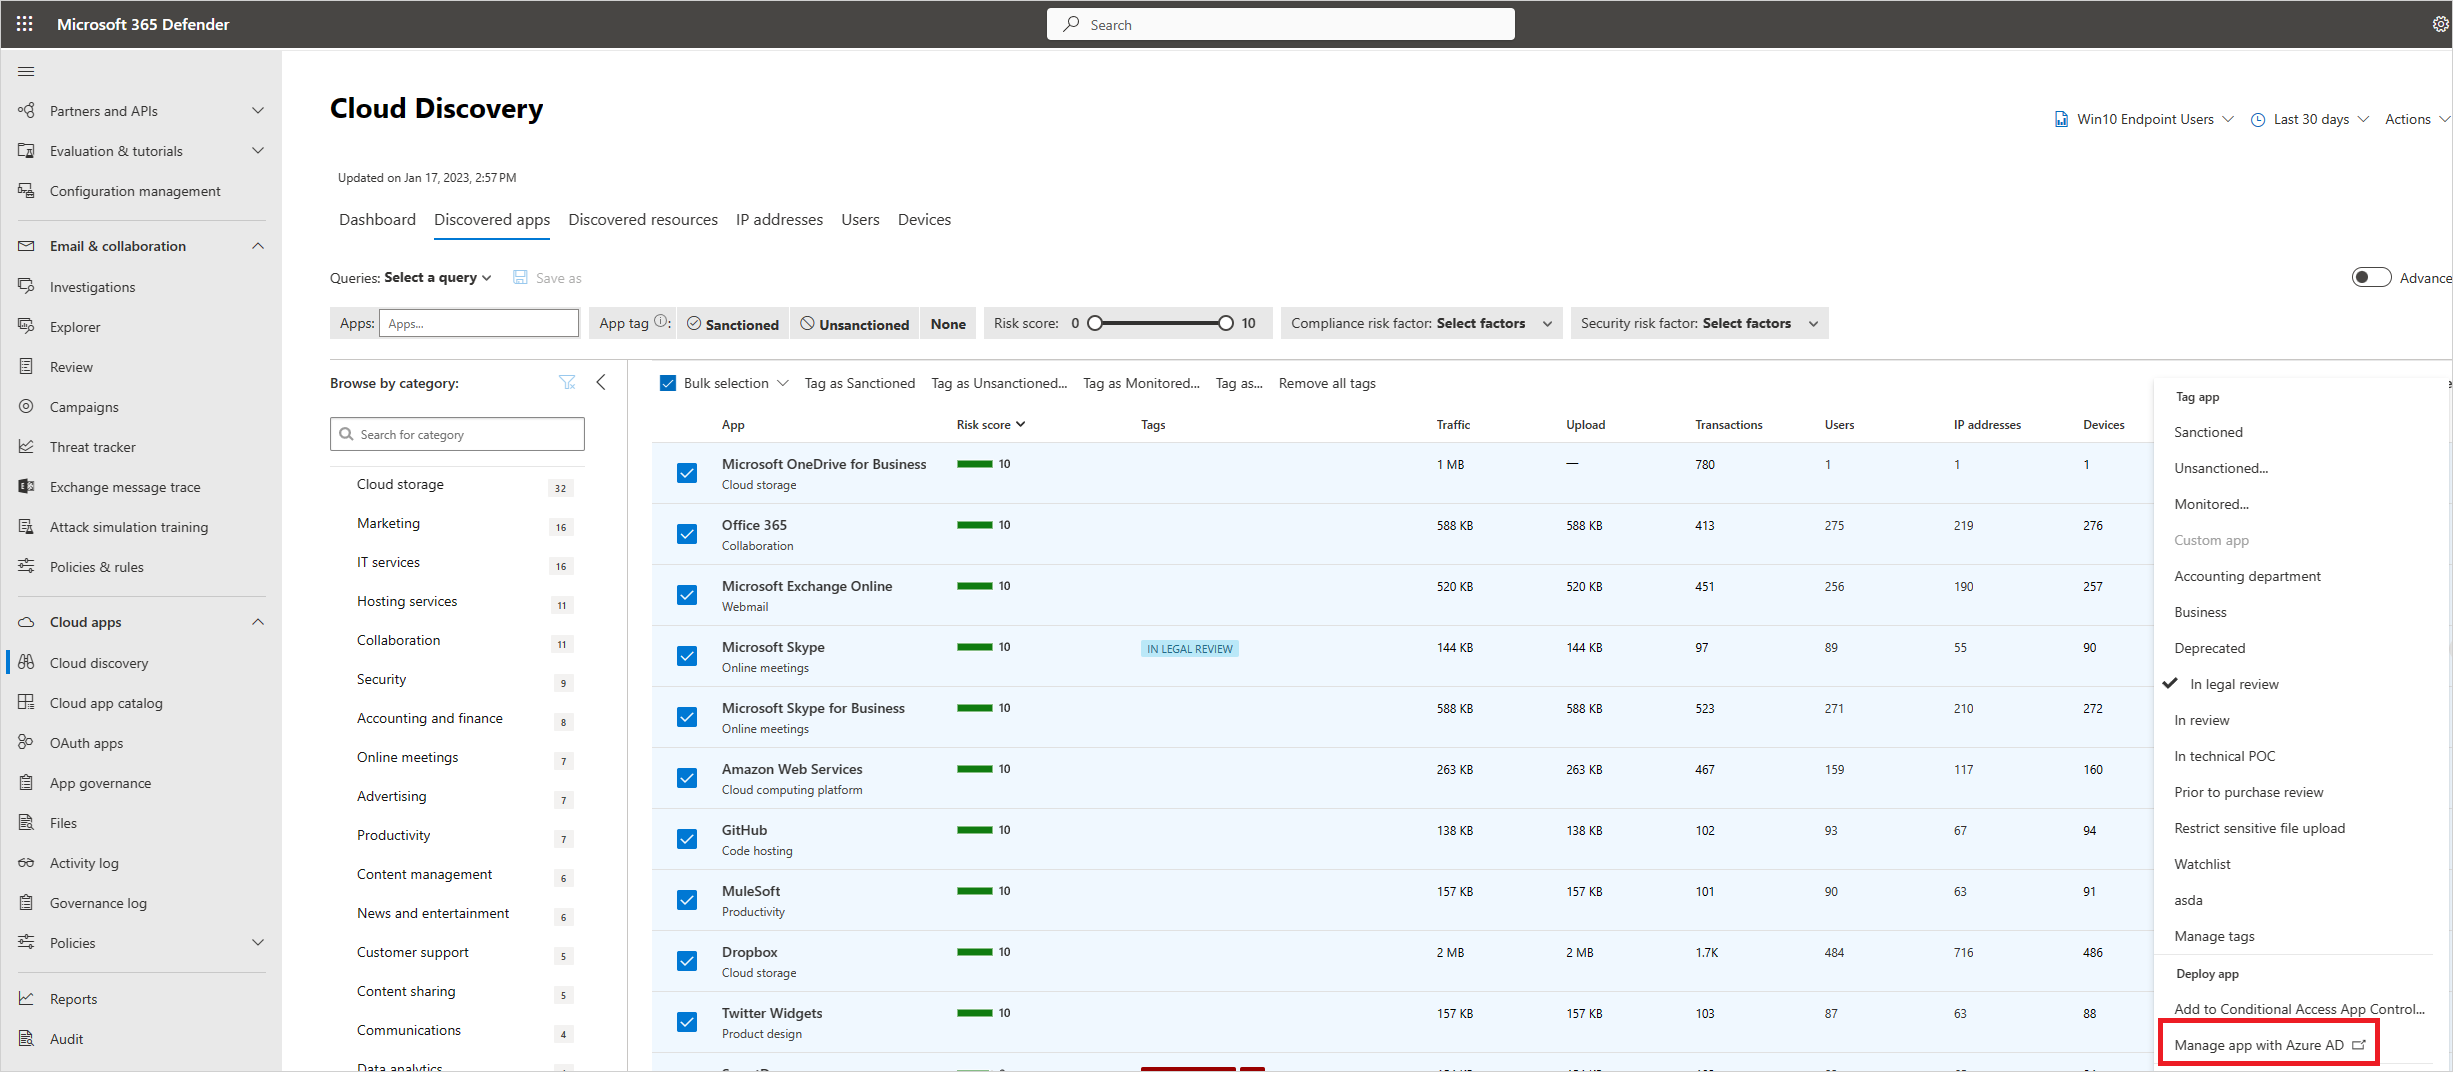 Microsoft 365 Defender
Search
Partners and APIs
Evaluation & tutorials
Configuration management
Email & collaboration
Investigations
Explorer
Review
Campaigns
Threat tracker
Exchange message trace
Attack simulation training
Policies & rules
Cloud apps
Cloud discovery
Cloud app catalog
OAuth apps
App governance
Files
Activity log
Governance log
Policies
Reports
Audit
Cloud Discovery
Win10 Endpoint Users Last 30 days Actions
Updated on Jan 17, 2023, 2:57 PM
Dashboard Discovered apps Discovered resources IP addresses Users Devices
Queries: Select a query Save as
Advance
Apps: Apps... App tag : Sanctioned Unsanctioned None Risk score: 0 10 Compliance risk factor: Select factors Security risk factor: Select factors
Browse by category:
Search for category
Cloud storage 32
Marketing 16
IT services 16
Hosting services 11
Collaboration 11
Security 9
Accounting and finance 8
Online meetings 7
Advertising 7
Productivity 7
Content management 6
News and entertainment 6
Customer support 5
Content sharing 5
Communications 4
Data analytics
Bulk selection Tag as Sanctioned Tag as Unsanctioned... Tag as Monitored... Tag as... Remove all tags
App Risk score Tags Traffic Upload Transactions Users IP addresses Devices
Microsoft OneDrive for Business 10 1 MB — 780 1 1 1
Cloud storage
Office 365 10 588 KB 588 KB 413 275 219 276
Collaboration
Microsoft Exchange Online 10 520 KB 520 KB 451 256 190 257
Webmail
Microsoft Skype 10 IN LEGAL REVIEW 144 KB 144 KB 97 89 55 90
Online meetings
Microsoft Skype for Business 10 588 KB 588 KB 523 271 210 272
Online meetings
Amazon Web Services 10 263 KB 263 KB 467 159 117 160
Cloud computing platform
GitHub 10 138 KB 138 KB 102 93 67 94
Code hosting
MuleSoft 10 157 KB 157 KB 101 90 63 91
Productivity
Dropbox 10 2 MB 2 MB 1.7K 484 716 486
Cloud storage
Twitter Widgets 10 157 KB 157 KB 103 87 63 88
Product design
Tag app
Sanctioned
Unsanctioned...
Monitored...
Custom app
Accounting department
Business
Deprecated
In legal review
In review
In technical POC
Prior to purchase review
Restrict sensitive file upload
Watchlist
asda
Manage tags
Deploy app
Add to Conditional Access App Control...
Manage app with Azure AD